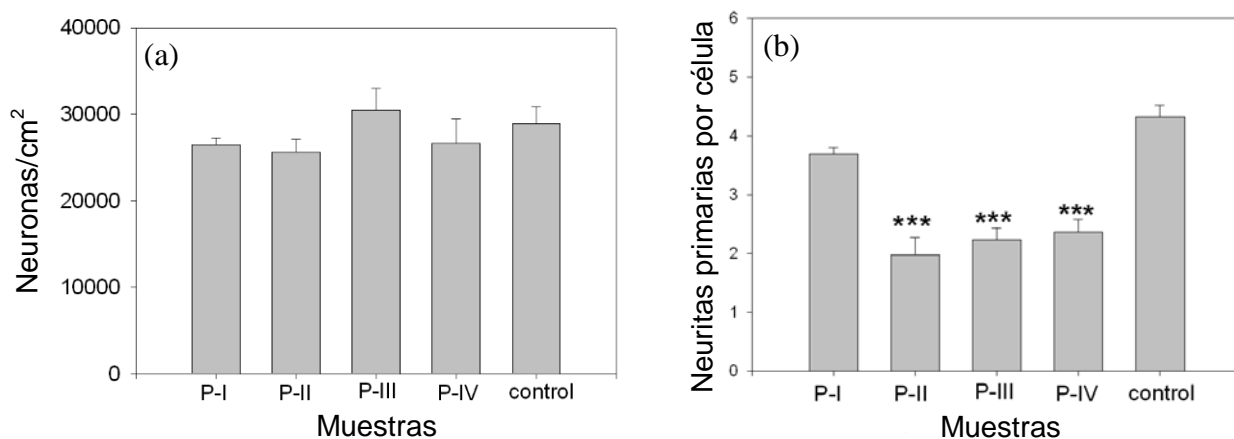 (a)
Neuronas/cm²
40000
30000
20000
10000
0
P-I P-II P-III P-IV control
Muestras
(b)
Neuritas primarias por célula
6
5
4
3
2
1
0
*** *** ***
P-I P-II P-III P-IV control
Muestras